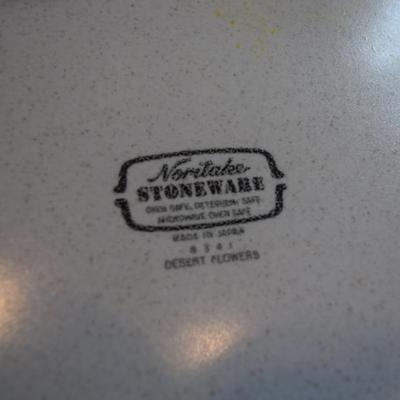 Noritake
STONEWARE
OVEN SAFE, DETERGENT SAFE
MICROWAVE OVEN SAFE
MADE IN JAPAN
8341
DESERT FLOWERS